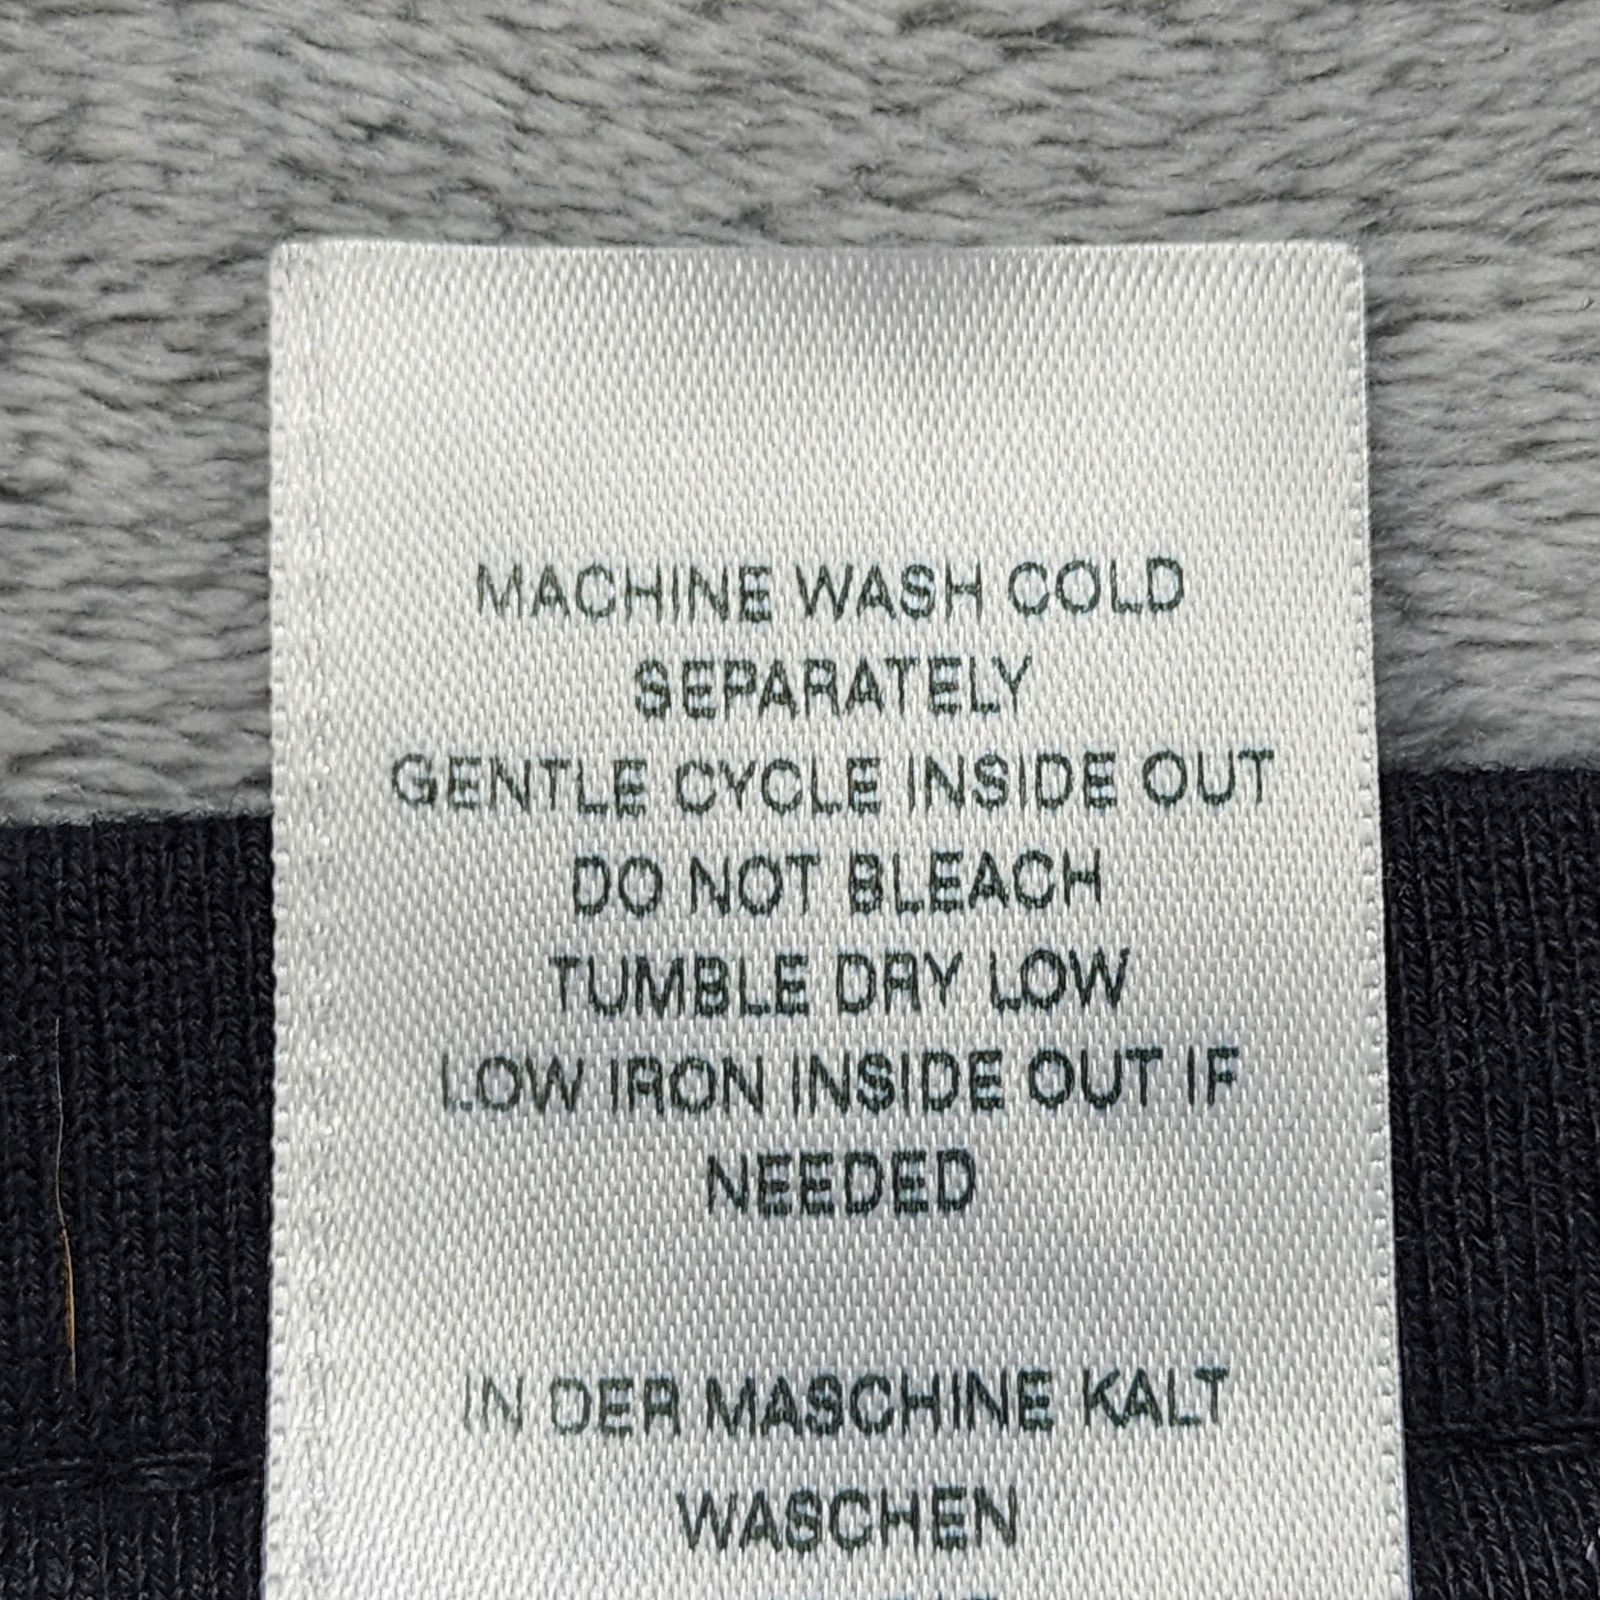 MACHINE WASH COLD
SEPARATELY
GENTLE CYCLE INSIDE OUT
DO NOT BLEACH
TUMBLE DRY LOW
LOW IRON INSIDE OUT IF
NEEDED
IN DER MASCHINE KALT
WASCHEN